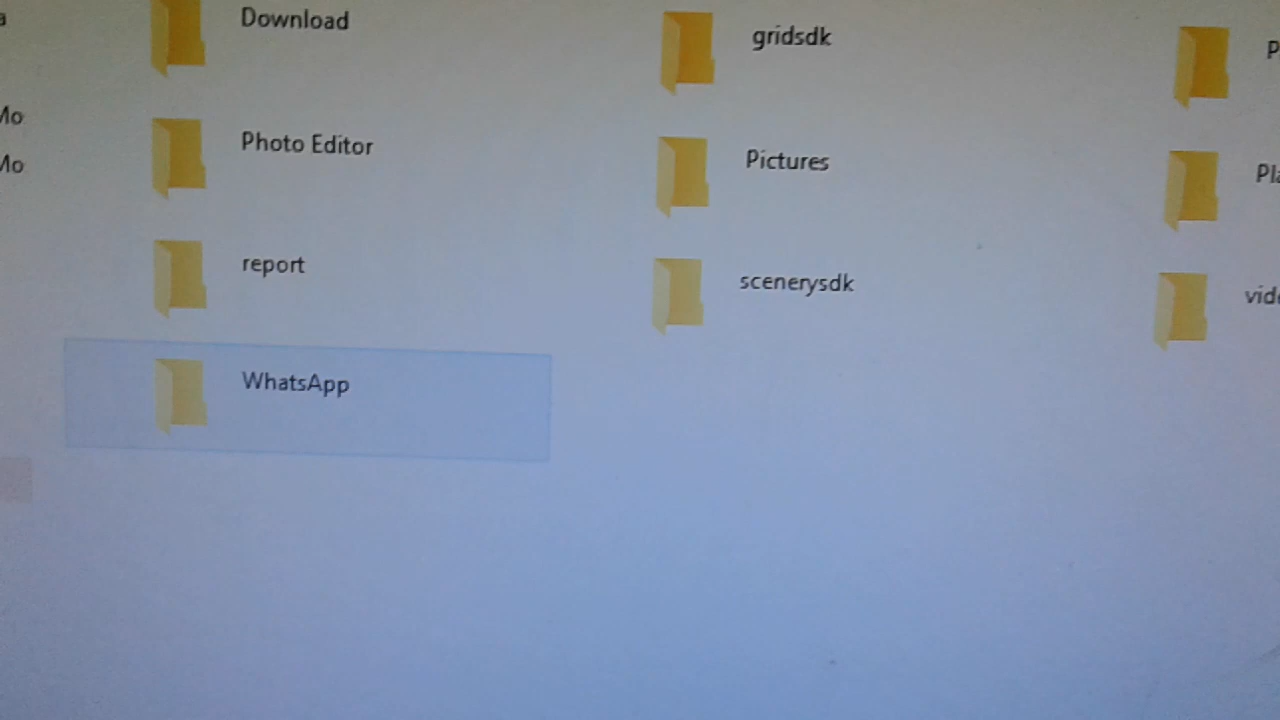 Download
gridsdk
Photo Editor
Pictures
report
scenerysdk
WhatsApp